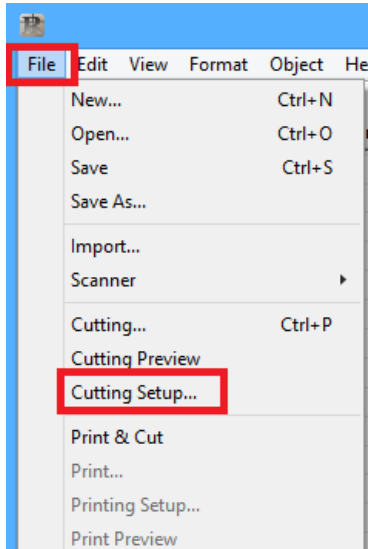 File Edit View Format Object He
New... Ctrl+N
Open... Ctrl+O
Save Ctrl+S
Save As...
Import...
Scanner
Cutting... Ctrl+P
Cutting Preview
Cutting Setup...
Print & Cut
Print...
Printing Setup...
Print Preview